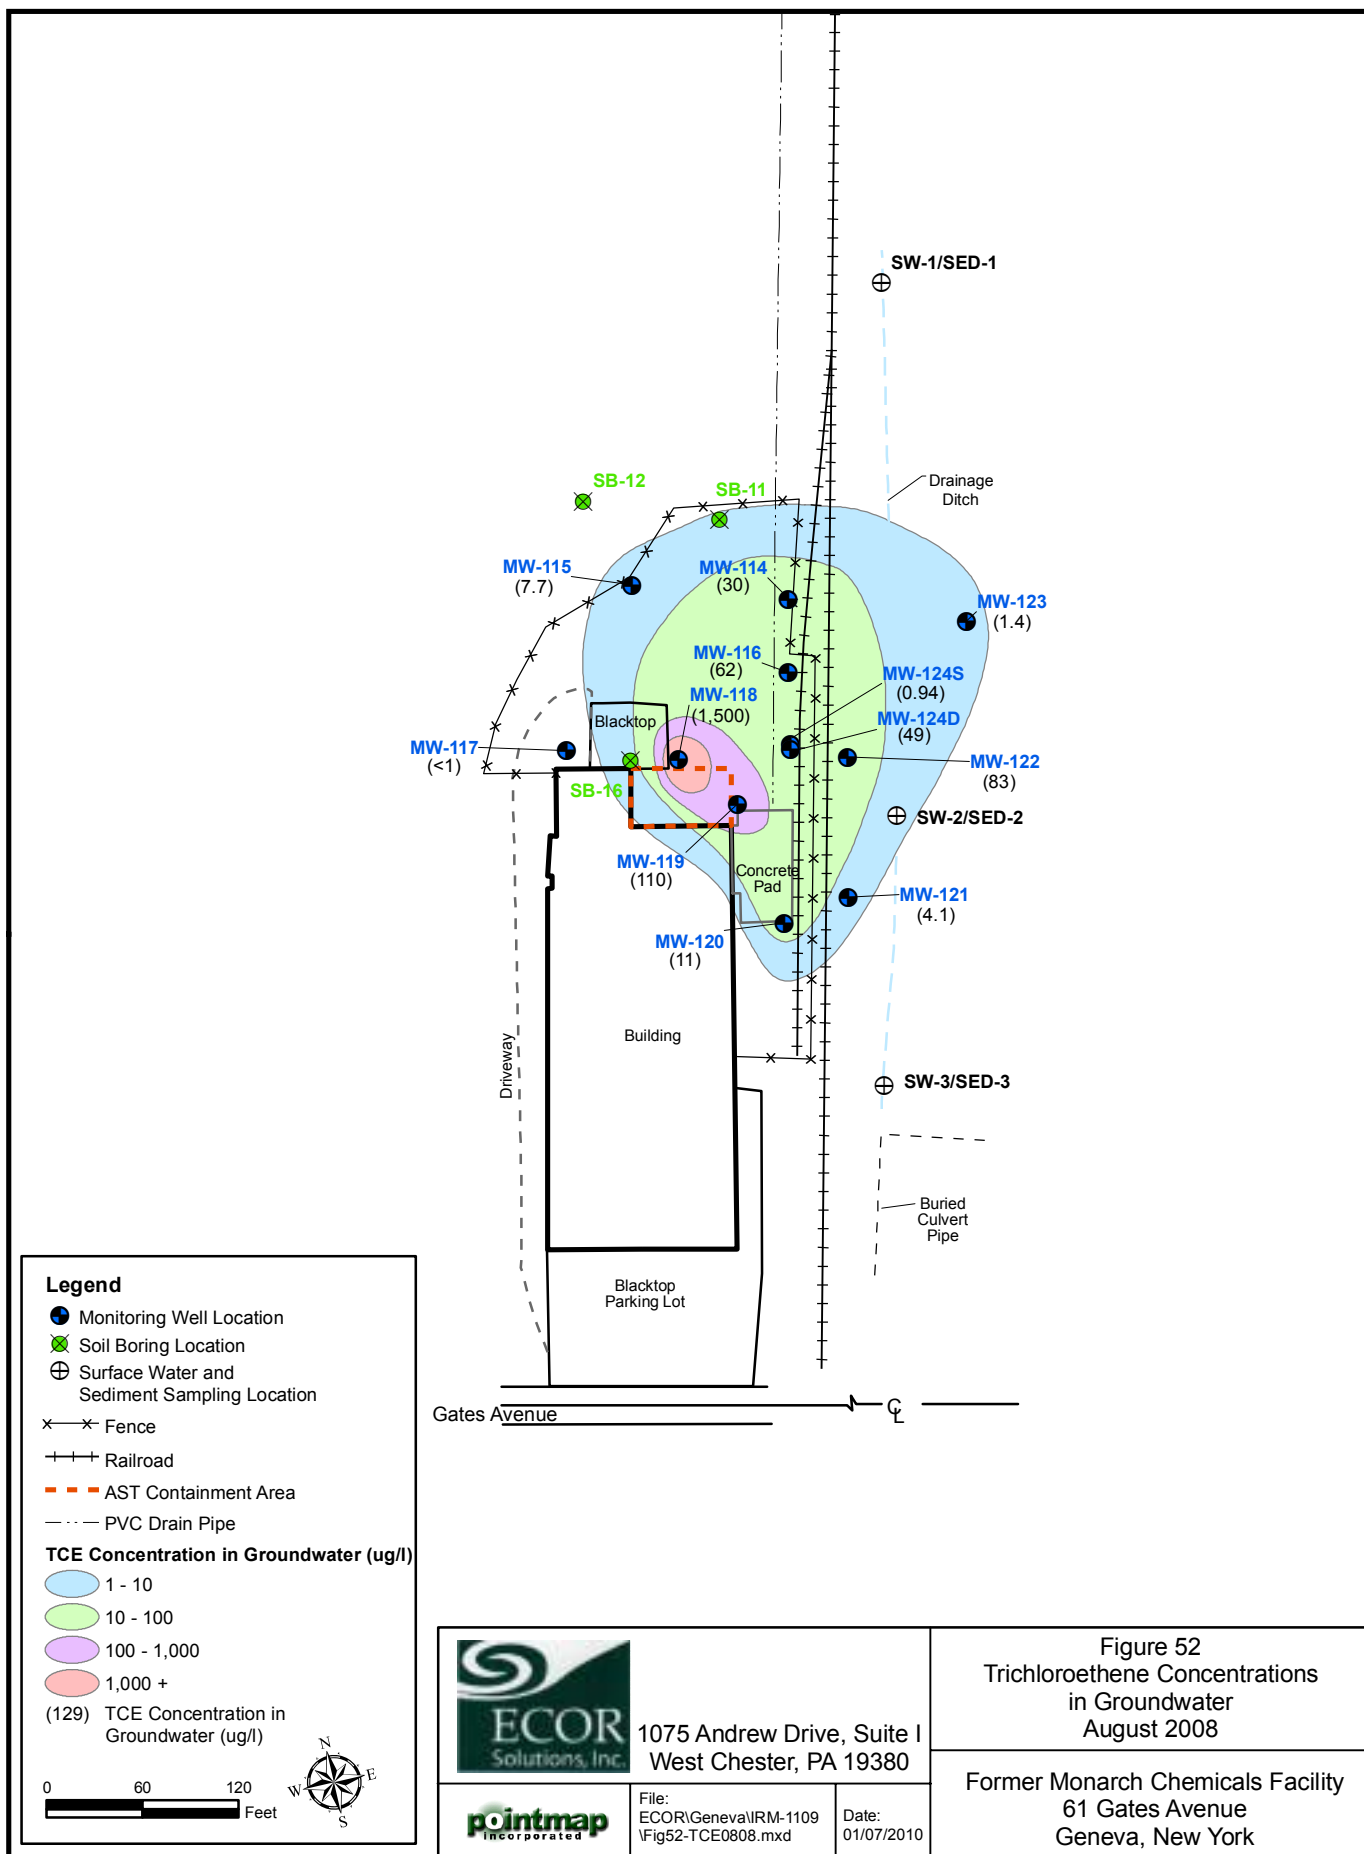 SW-1/SED-1
Drainage
Ditch
SB-12
SB-11
MW-115
(7.7)
MW-114
(30)
MW-123
(1.4)
MW-116
(62)
MW-124S
(0.94)
MW-118
(1,500)
MW-124D
(49)
Blacktop
MW-117
(<1)
MW-122
(83)
SB-16
SW-2/SED-2
MW-119
(110)
Concrete
Pad
MW-121
(4.1)
MW-120
(11)
Building
Driveway
SW-3/SED-3
Buried
Culvert
Pipe
Blacktop
Parking Lot
Gates Avenue
CL
Legend
Monitoring Well Location
Soil Boring Location
Surface Water and
Sediment Sampling Location
Fence
Railroad
AST Containment Area
PVC Drain Pipe
TCE Concentration in Groundwater (ug/l)
1 - 10
10 - 100
100 - 1,000
1,000 +
(129) TCE Concentration in
Groundwater (ug/l)
0 60 120
Feet
N
W E
S
ECOR
Solutions, Inc.
1075 Andrew Drive, Suite I
West Chester, PA 19380
pointmap
incorporated
File:
ECOR\Geneva\IRM-1109
\Fig52-TCE0808.mxd
Date:
01/07/2010
Figure 52
Trichloroethene Concentrations
in Groundwater
August 2008
Former Monarch Chemicals Facility
61 Gates Avenue
Geneva, New York